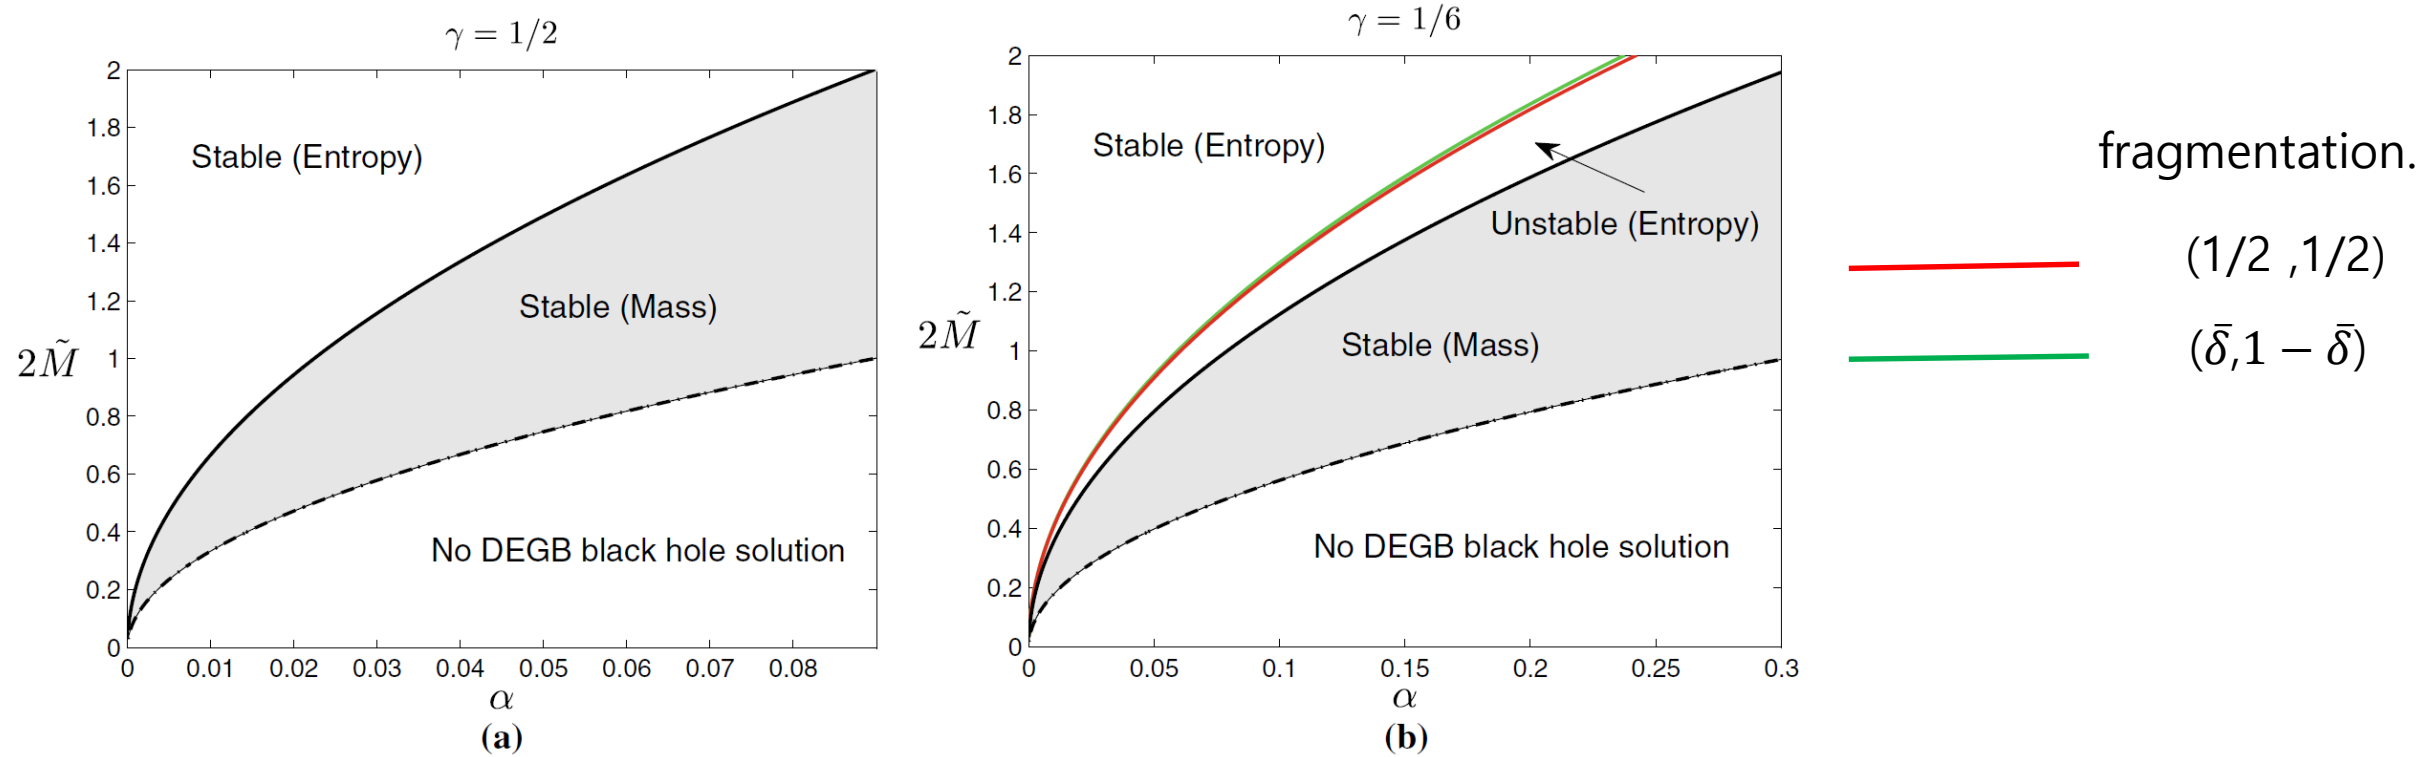 γ = 1/2
2
1.8
1.6
1.4
1.2
1
0.8
0.6
0.4
0.2
0
Stable (Entropy)
Stable (Mass)
No DEGB black hole solution
2M̃
0 0.01 0.02 0.03 0.04 0.05 0.06 0.07 0.08
α
(a)
γ = 1/6
2
1.8
1.6
1.4
1.2
1
0.8
0.6
0.4
0.2
0
Stable (Entropy)
Unstable (Entropy)
Stable (Mass)
No DEGB black hole solution
2M̃
0 0.05 0.1 0.15 0.2 0.25 0.3
α
(b)
fragmentation.
(1/2 ,1/2)
(δ̄,1 − δ̄)